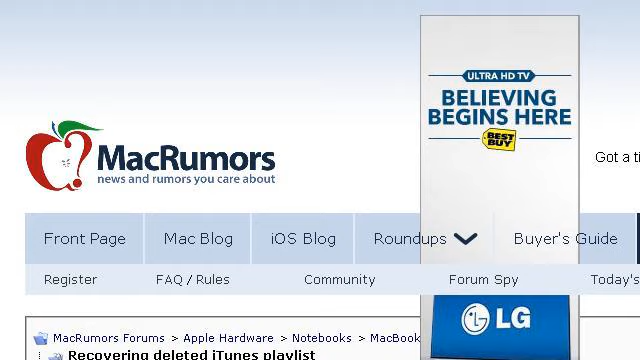 ULTRA HD TV
BELIEVING
BEGINS HERE
BEST
BUY
MacRumors
news and rumors you care about
Got a ti
Front Page Mac Blog iOS Blog Roundups Buyer's Guide
Register FAQ / Rules Community Forum Spy Today's
LG LG
MacRumors Forums > Apple Hardware > Notebooks > MacBook
Recovering deleted iTunes playlist